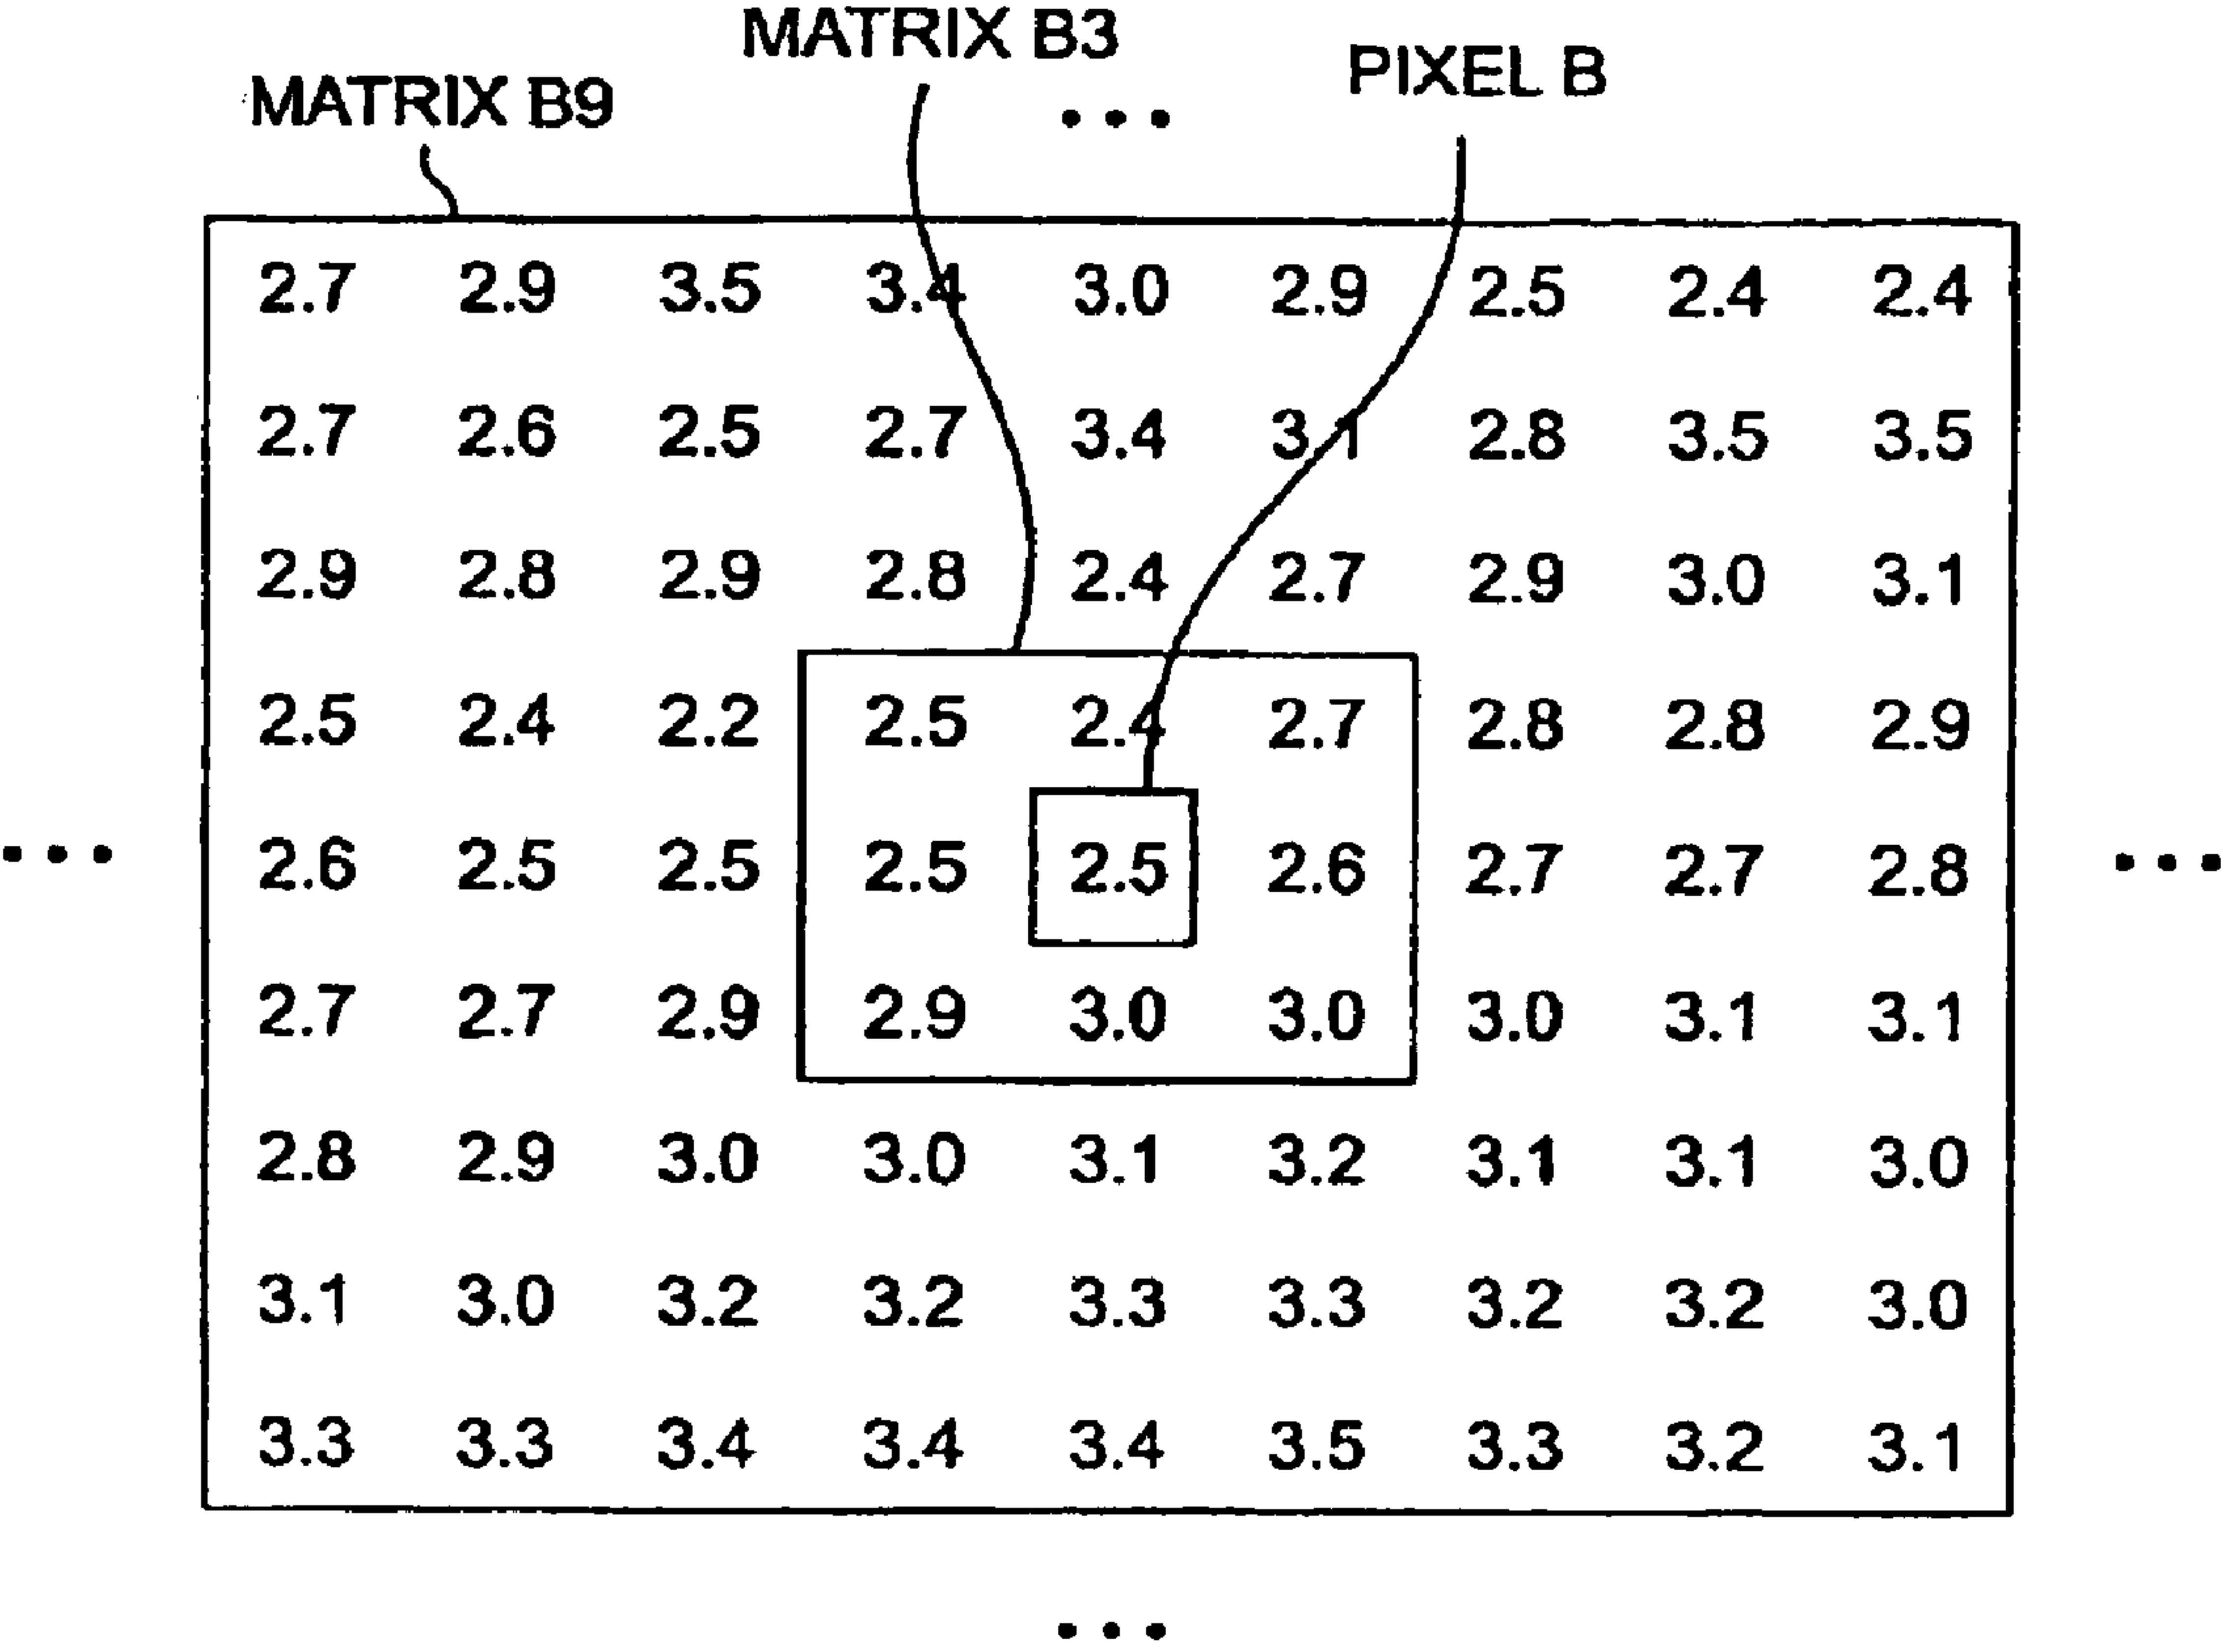 MATRIX B3
PIXEL B
MATRIX B9
...
2.7 2.9 3.5 3.4 3.0 2.9 2.5 2.4 2.4
2.7 2.6 2.5 2.7 3.4 3.1 2.8 3.5 3.5
2.9 2.8 2.9 2.8 2.4 2.7 2.9 3.0 3.1
2.5 2.4 2.2 2.5 2.4 2.7 2.8 2.8 2.9
... 2.6 2.5 2.5 2.5 2.5 2.6 2.7 2.7 2.8 ...
2.7 2.7 2.9 2.9 3.0 3.0 3.0 3.1 3.1
2.8 2.9 3.0 3.0 3.1 3.2 3.1 3.1 3.0
3.1 3.0 3.2 3.2 3.3 3.3 3.2 3.2 3.0
3.3 3.3 3.4 3.4 3.4 3.5 3.3 3.2 3.1
...